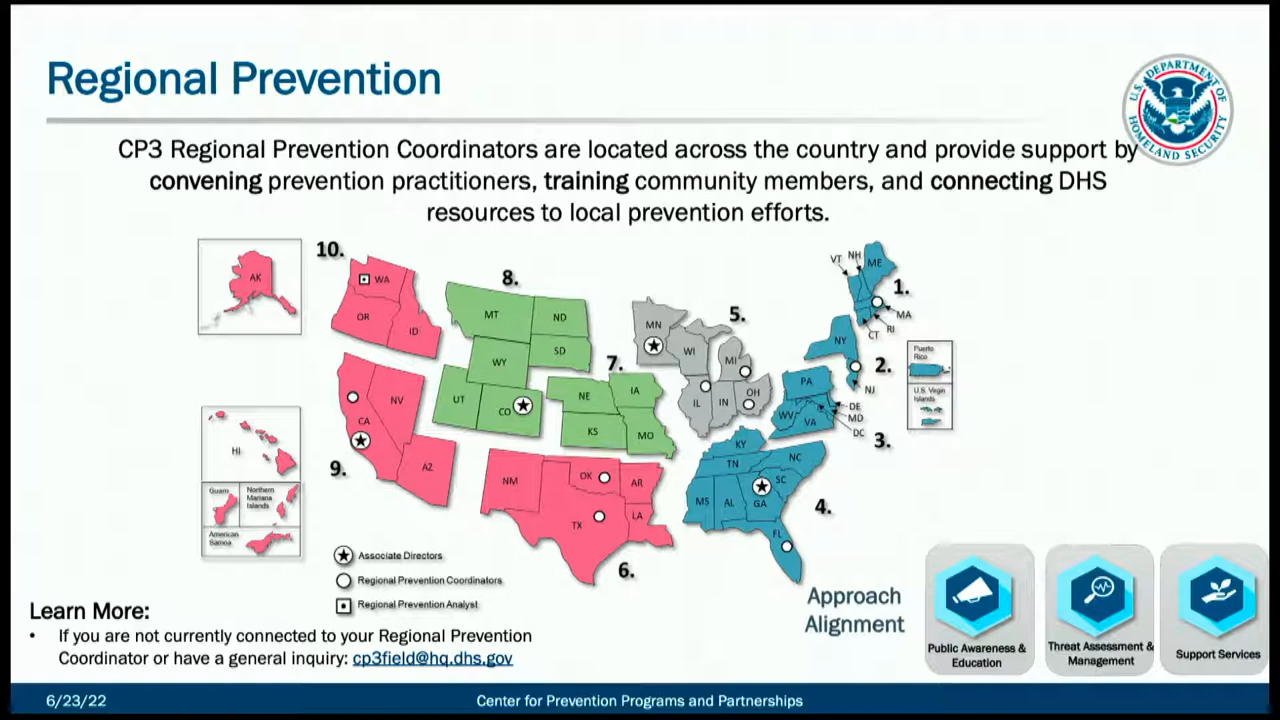 Regional Prevention
U.S. DEPARTMENT OF
HOMELAND SECURITY
CP3 Regional Prevention Coordinators are located across the country and provide support by
convening prevention practitioners, training community members, and connecting DHS
resources to local prevention efforts.
AK
10.
WA
OR
ID
8.
MT
ND
SD
WY
UT
CO
7.
NE
IA
KS
MO
5.
MN
WI
MI
IL
IN
OH
VT
NH
ME
1.
MA
RI
CT
NY
2.
NJ
Puerto
Rico
U.S. Virgin
Islands
PA
DE
MD
WV
VA
DC
3.
HI
Guam
Northern
Mariana
Islands
American
Samoa
9.
CA
NV
AZ
NM
OK
AR
TX
LA
6.
KY
TN
NC
SC
MS
AL
GA
FL
4.
Associate Directors
Regional Prevention Coordinators
Regional Prevention Analyst
Learn More:
• If you are not currently connected to your Regional Prevention
Coordinator or have a general inquiry: cp3field@hq.dhs.gov
Approach
Alignment
Public Awareness &
Education
Threat Assessment &
Management
Support Services
6/23/22
Center for Prevention Programs and Partnerships